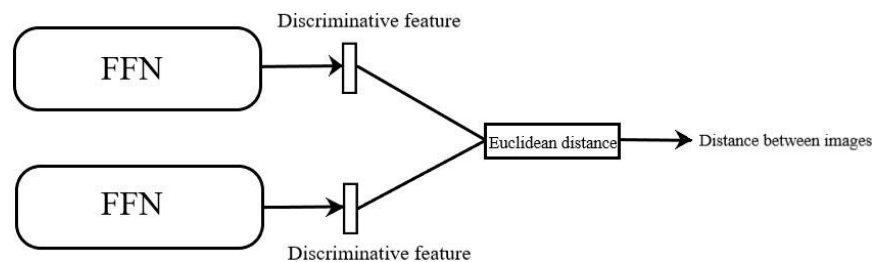 Discriminative feature
FFN
Euclidean distance
Distance between images
FFN
Discriminative feature